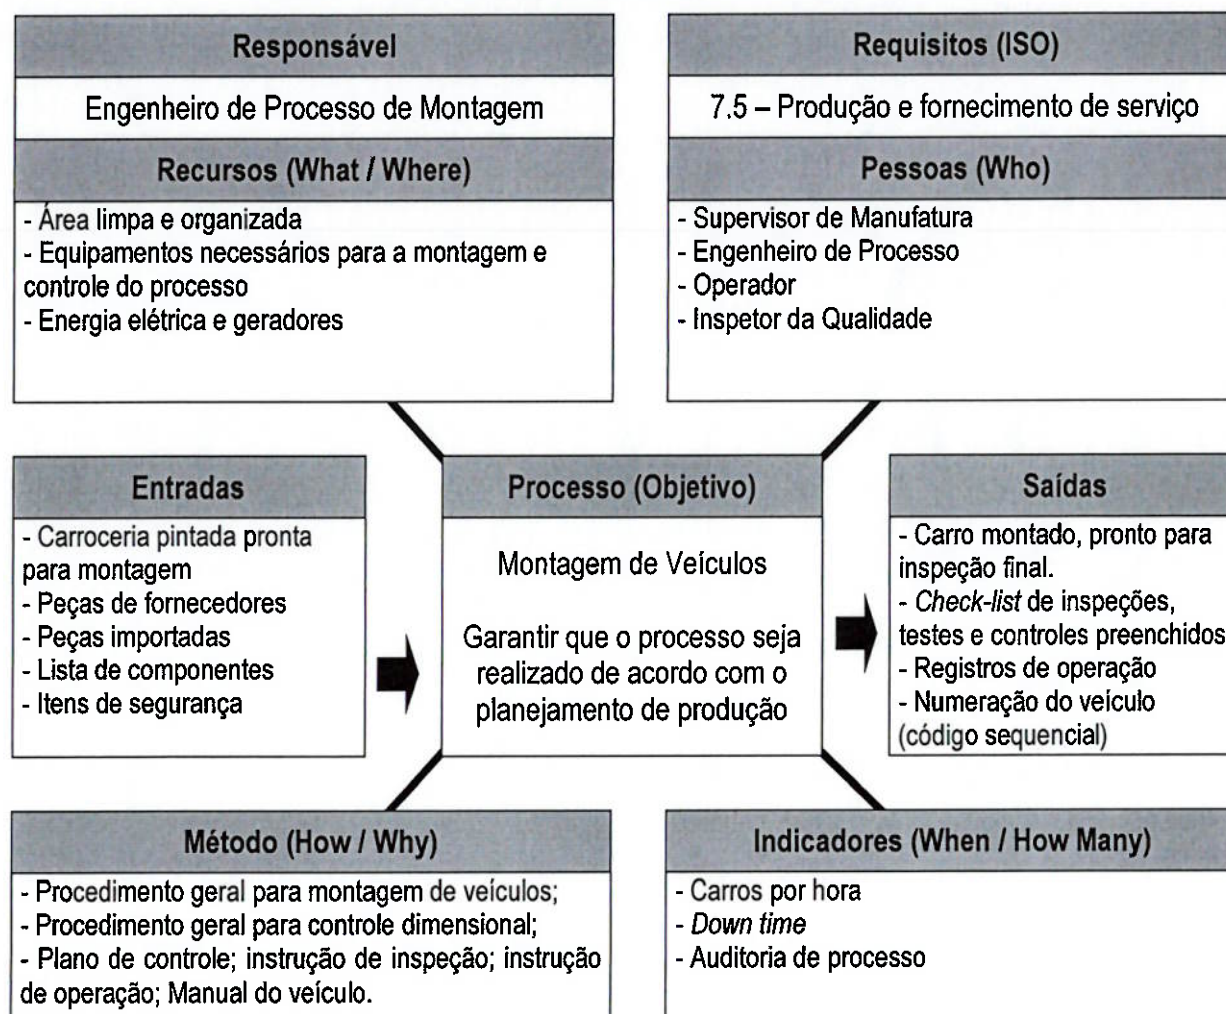 Responsável
Engenheiro de Processo de Montagem
Recursos (What / Where)
- Área limpa e organizada
- Equipamentos necessários para a montagem e
controle do processo
- Energia elétrica e geradores
Requisitos (ISO)
7.5 – Produção e fornecimento de serviço
Pessoas (Who)
- Supervisor de Manufatura
- Engenheiro de Processo
- Operador
- Inspetor da Qualidade
Entradas
- Carroceria pintada pronta
para montagem
- Peças de fornecedores
- Peças importadas
- Lista de componentes
- Itens de segurança
Processo (Objetivo)
Montagem de Veículos
Garantir que o processo seja
realizado de acordo com o
planejamento de produção
Saídas
- Carro montado, pronto para
inspeção final.
- Check-list de inspeções,
testes e controles preenchidos
- Registros de operação
- Numeração do veículo
(código sequencial)
Método (How / Why)
- Procedimento geral para montagem de veículos;
- Procedimento geral para controle dimensional;
- Plano de controle; instrução de inspeção; instrução
de operação; Manual do veículo.
Indicadores (When / How Many)
- Carros por hora
- Down time
- Auditoria de processo